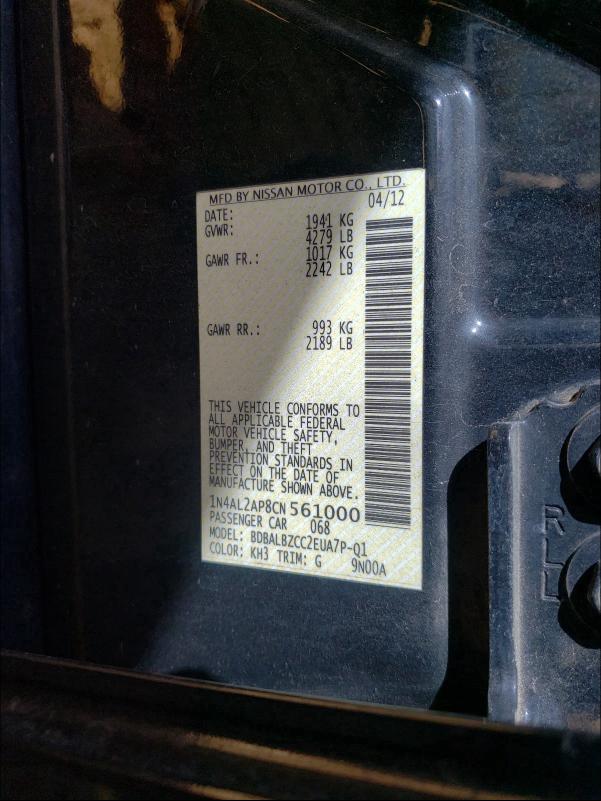 MFD BY NISSAN MOTOR CO., LTD.
DATE: 04/12
GVWR: 1941 KG
4279 LB
GAWR FR.: 1017 KG
2242 LB
GAWR RR.: 993 KG
2189 LB
THIS VEHICLE CONFORMS TO
ALL APPLICABLE FEDERAL
MOTOR VEHICLE SAFETY,
BUMPER, AND THEFT
PREVENTION STANDARDS IN
EFFECT ON THE DATE OF
MANUFACTURE SHOWN ABOVE.
1N4AL2AP8CN561000
PASSENGER CAR 068
MODEL: BDBALBZCC2EUA7P-Q1
COLOR: KH3 TRIM: G 9N00A
RLL